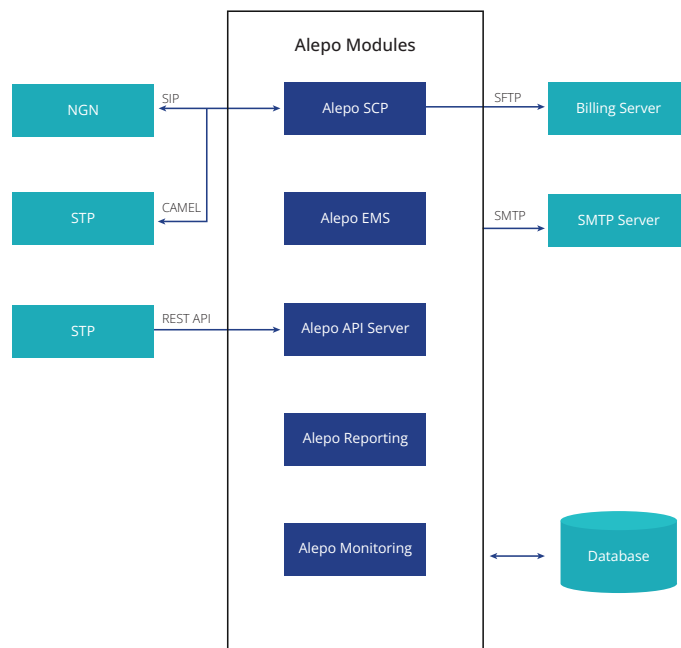 Alepo Modules
NGN
SIP
Alepo SCP
SFTP
Billing Server
STP
CAMEL
Alepo EMS
SMTP
SMTP Server
STP
REST API
Alepo API Server
Alepo Reporting
Alepo Monitoring
Database